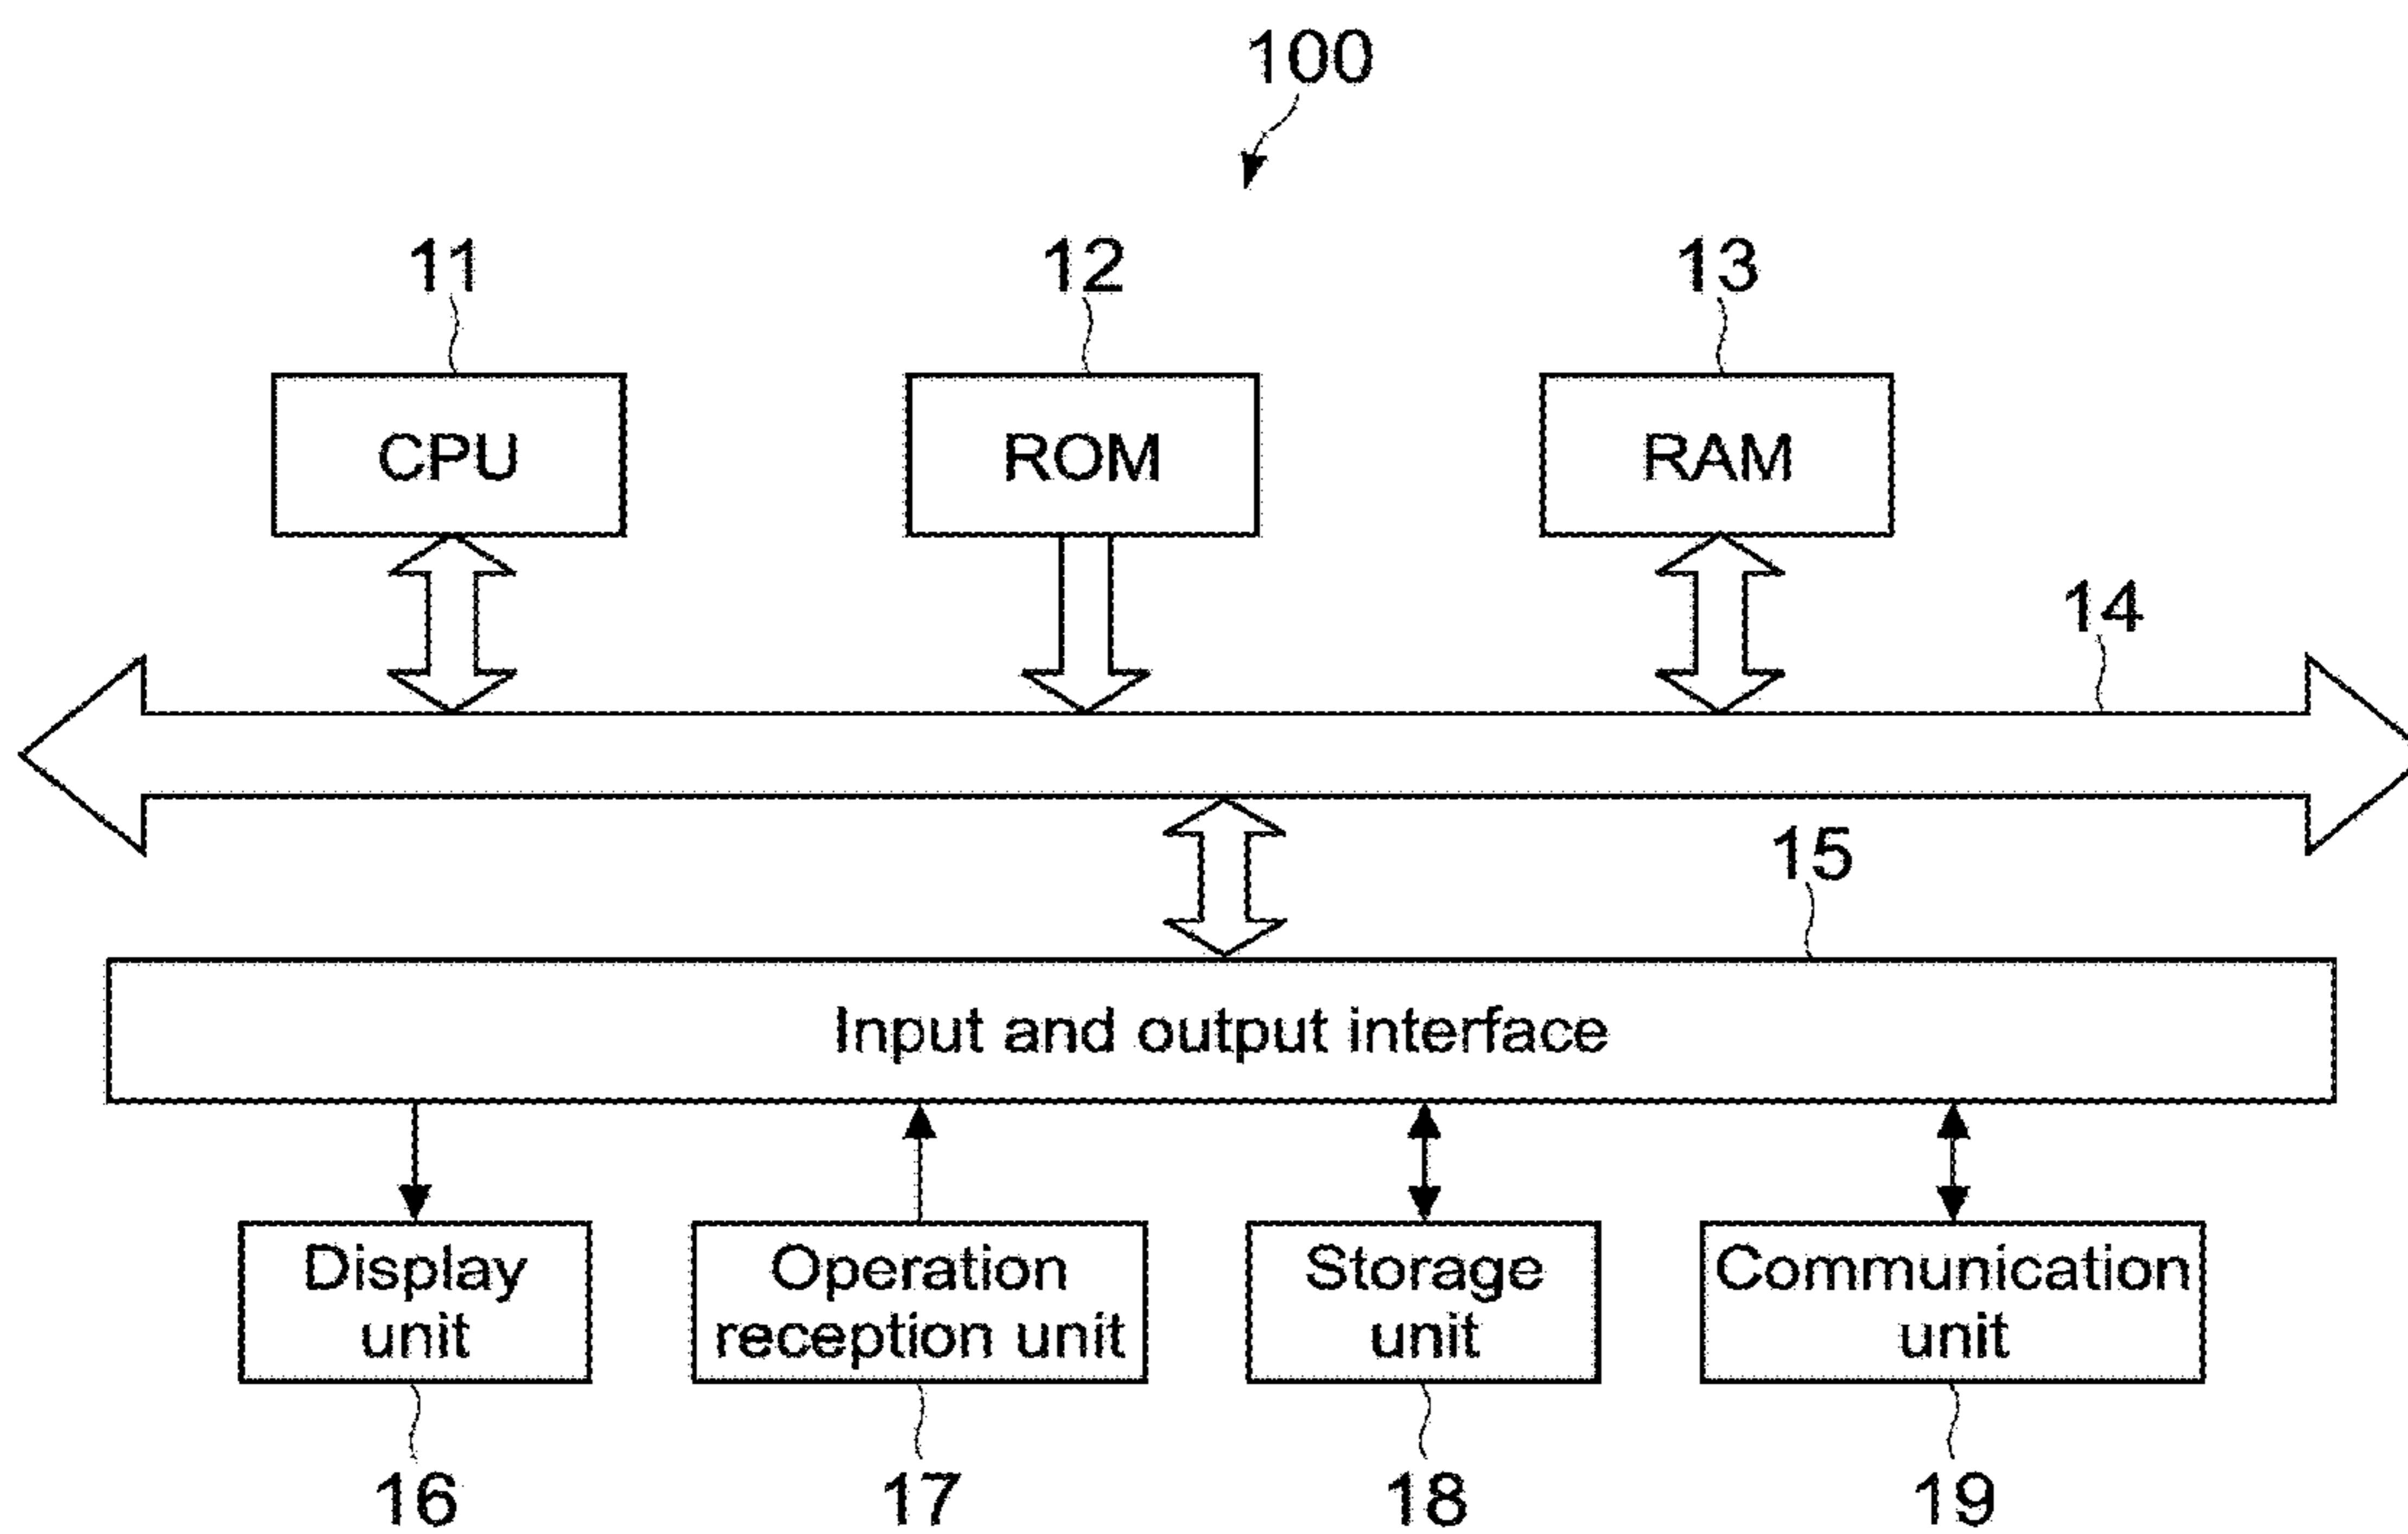 100
11
12
13
CPU
ROM
RAM
14
15
Input and output interface
Display
unit
Operation
reception unit
Storage
unit
Communication
unit
16
17
18
19